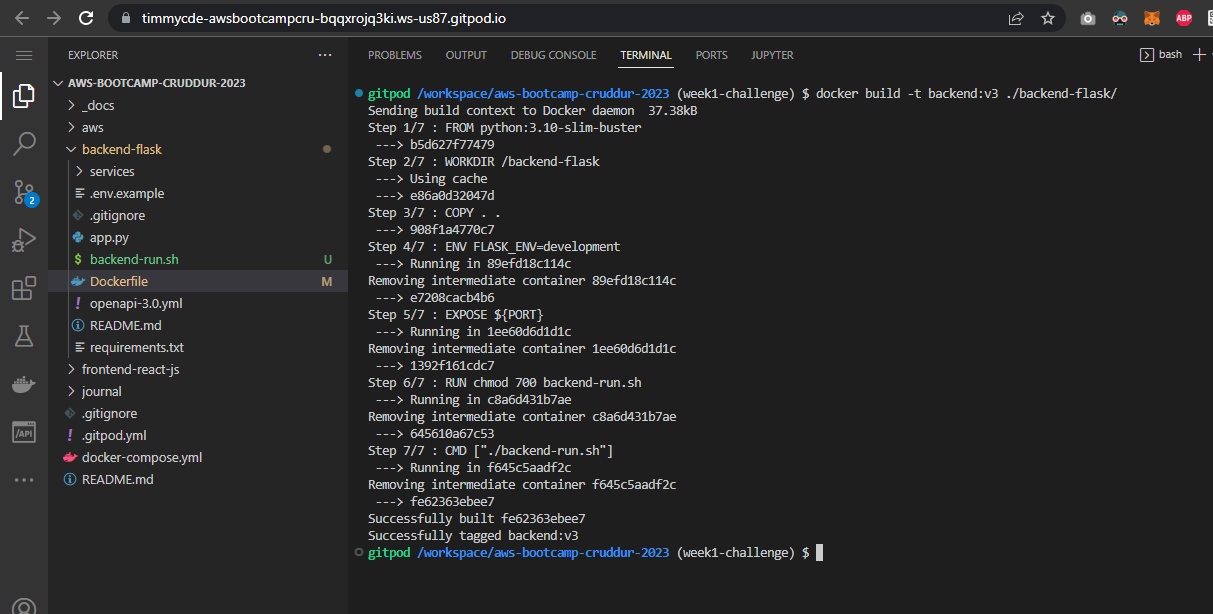 timmycde-awsbootcampcru-bqqxrojq3ki.ws-us87.gitpod.io
ABP
EXPLORER ...
AWS-BOOTCAMP-CRUDDUR-2023
_docs
aws
backend-flask
services
.env.example
.gitignore
app.py
$ backend-run.sh U
Dockerfile M
! openapi-3.0.yml
README.md
requirements.txt
frontend-react-js
journal
.gitignore
! .gitpod.yml
docker-compose.yml
README.md
2
/API
PROBLEMS OUTPUT DEBUG CONSOLE TERMINAL PORTS JUPYTER
bash
gitpod /workspace/aws-bootcamp-cruddur-2023 (week1-challenge) $ docker build -t backend:v3 ./backend-flask/
Sending build context to Docker daemon  37.38kB
Step 1/7 : FROM python:3.10-slim-buster
 ---> b5d627f77479
Step 2/7 : WORKDIR /backend-flask
 ---> Using cache
 ---> e86a0d32047d
Step 3/7 : COPY . .
 ---> 908f1a4770c7
Step 4/7 : ENV FLASK_ENV=development
 ---> Running in 89efd18c114c
Removing intermediate container 89efd18c114c
 ---> e7208cacb4b6
Step 5/7 : EXPOSE ${PORT}
 ---> Running in 1ee60d6d1d1c
Removing intermediate container 1ee60d6d1d1c
 ---> 1392f161cdc7
Step 6/7 : RUN chmod 700 backend-run.sh
 ---> Running in c8a6d431b7ae
Removing intermediate container c8a6d431b7ae
 ---> 645610a67c53
Step 7/7 : CMD ["./backend-run.sh"]
 ---> Running in f645c5aadf2c
Removing intermediate container f645c5aadf2c
 ---> fe62363ebee7
Successfully built fe62363ebee7
Successfully tagged backend:v3
gitpod /workspace/aws-bootcamp-cruddur-2023 (week1-challenge) $